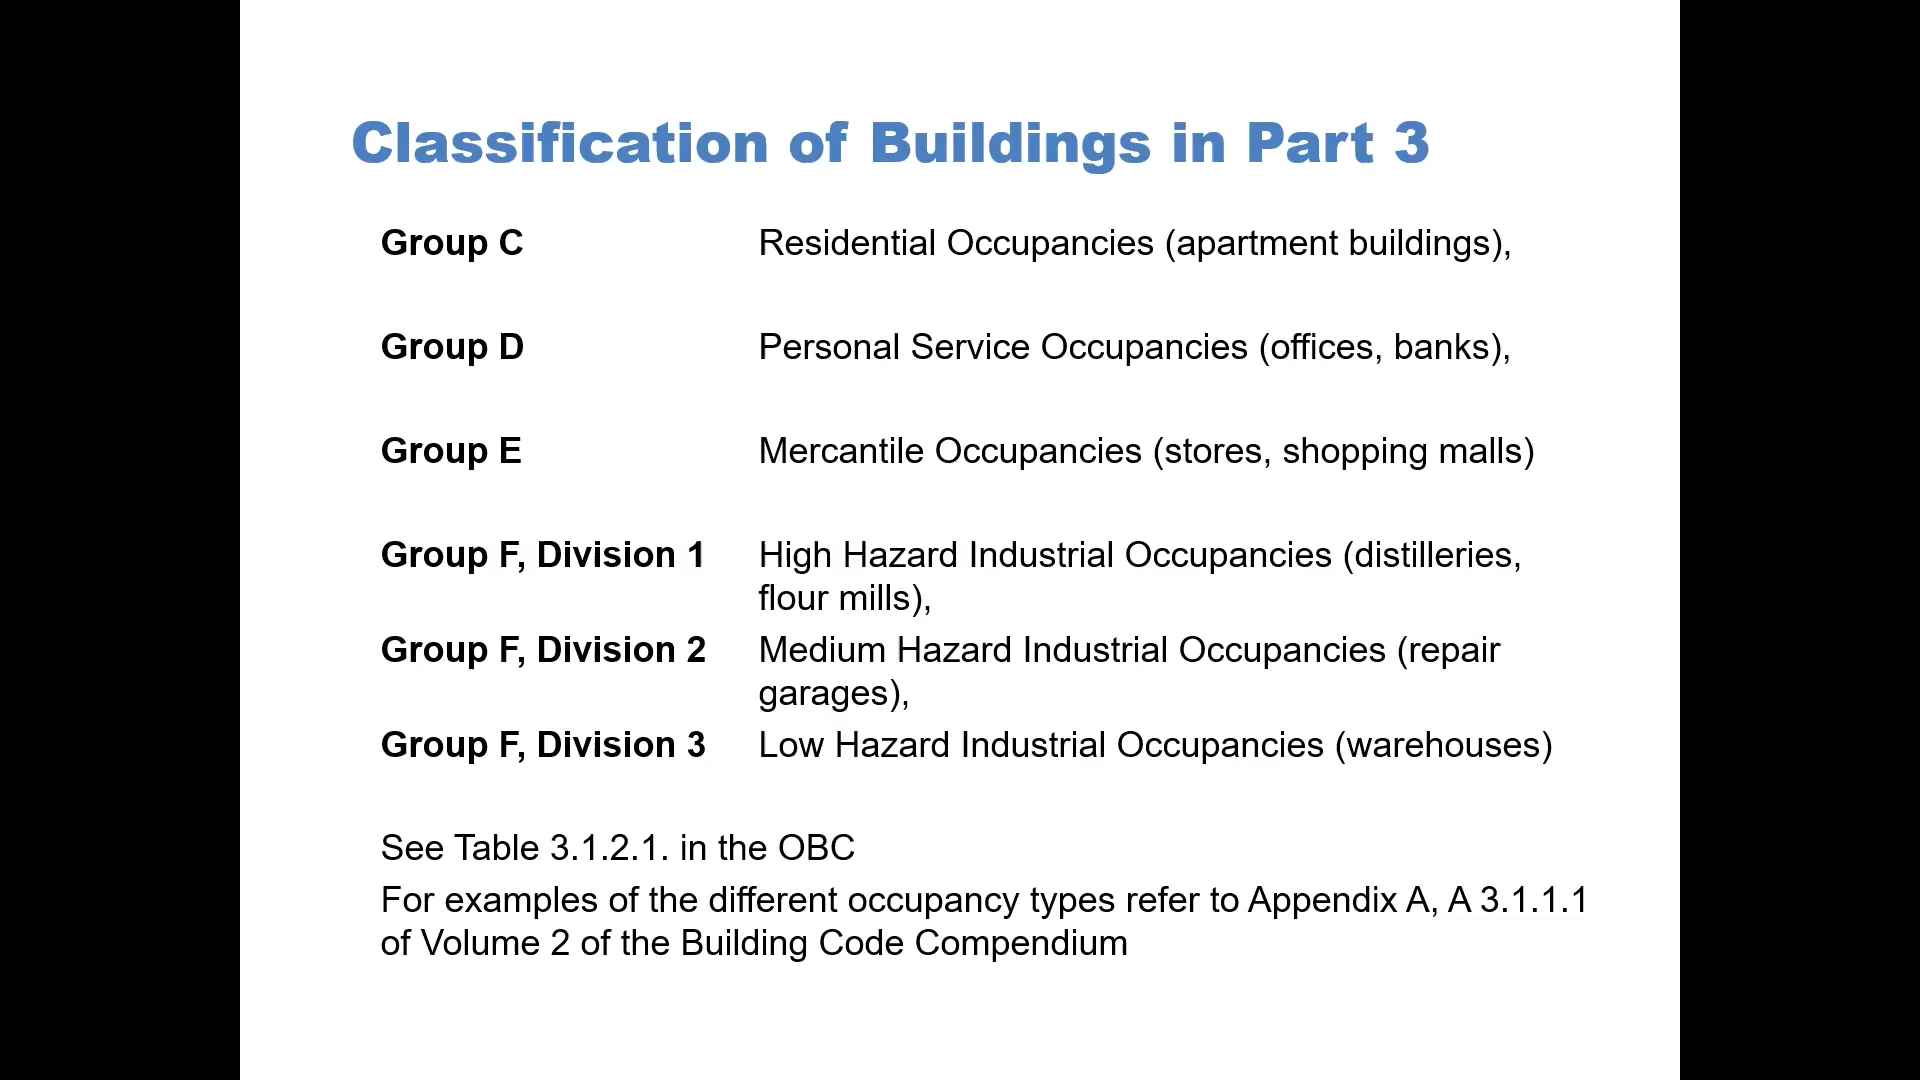 Classification of Buildings in Part 3
Group C Residential Occupancies (apartment buildings),
Group D Personal Service Occupancies (offices, banks),
Group E Mercantile Occupancies (stores, shopping malls)
Group F, Division 1 High Hazard Industrial Occupancies (distilleries,
flour mills),
Group F, Division 2 Medium Hazard Industrial Occupancies (repair
garages),
Group F, Division 3 Low Hazard Industrial Occupancies (warehouses)
See Table 3.1.2.1. in the OBC
For examples of the different occupancy types refer to Appendix A, A 3.1.1.1
of Volume 2 of the Building Code Compendium